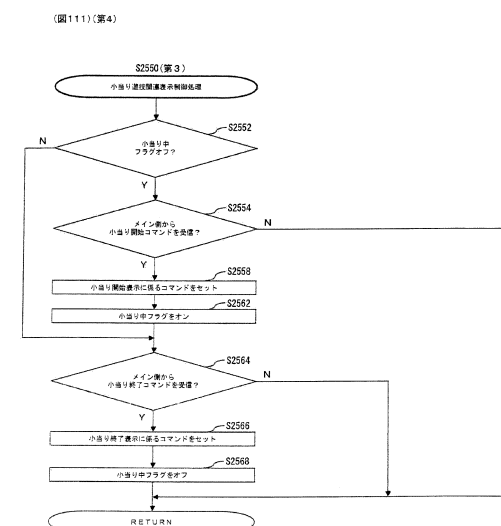 (図111)(第4)
S2550(第3)
小当り遊技関連表示制御処理
S2552
N
小当り中
フラグオフ?
Y
S2554
メイン側から
小当り開始コマンドを受信?
N
Y
S2558
小当り開始表示に係るコマンドをセット
S2562
小当り中フラグをオン
S2564
メイン側から
小当り終了コマンドを受信?
N
Y
S2566
小当り終了表示に係るコマンドをセット
S2568
小当り中フラグをオフ
RETURN